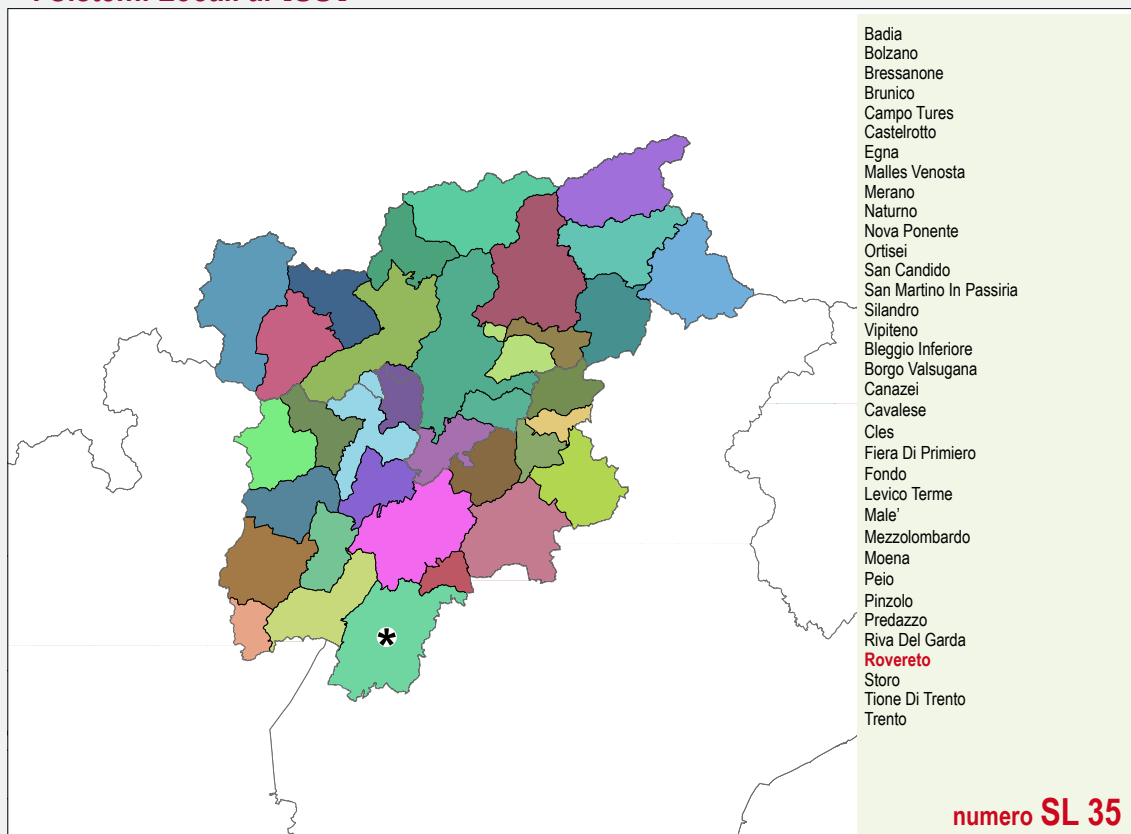 Badia
Bolzano
Bressanone
Brunico
Campo Tures
Castelrotto
Egna
Malles Venosta
Merano
Naturno
Nova Ponente
Ortisei
San Candido
San Martino In Passiria
Silandro
Vipiteno
Bleggio Inferiore
Borgo Valsugana
Canazei
Cavalese
Cles
Fiera Di Primiero
Fondo
Levico Terme
Male'
Mezzolombardo
Moena
Peio
Pinzolo
Predazzo
Riva Del Garda
Rovereto
Storo
Tione Di Trento
Trento
*
numero SL 35